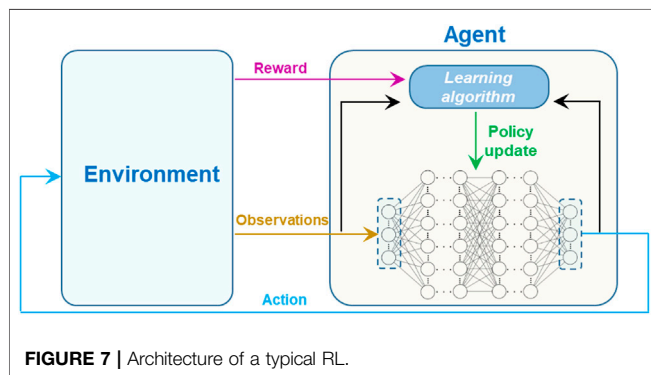 Agent
Reward
Learning
algorithm
Policy
update
Environment
Observations
Action
FIGURE 7 | Architecture of a typical RL.